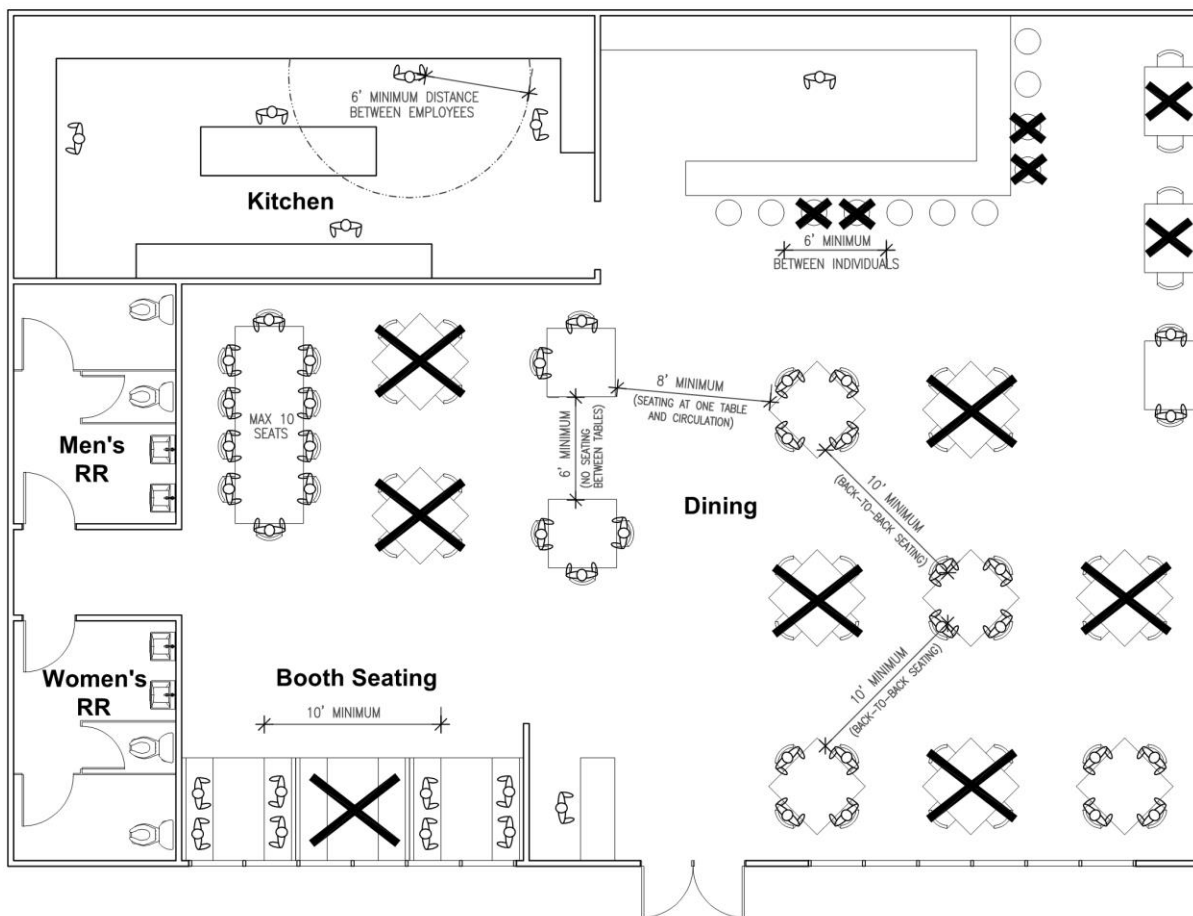 6' MINIMUM DISTANCE
BETWEEN EMPLOYEES
Kitchen
6' MINIMUM
BETWEEN INDIVIDUALS
8' MINIMUM
(SEATING AT ONE TABLE
AND CIRCULATION)
MAX 10
SEATS
Men's
RR
6' MINIMUM
(NO SEATING
BETWEEN TABLES)
Dining
10' MINIMUM
(BACK-TO-BACK SEATING)
Women's
RR
Booth Seating
10' MINIMUM
10' MINIMUM
(BACK-TO-BACK SEATING)